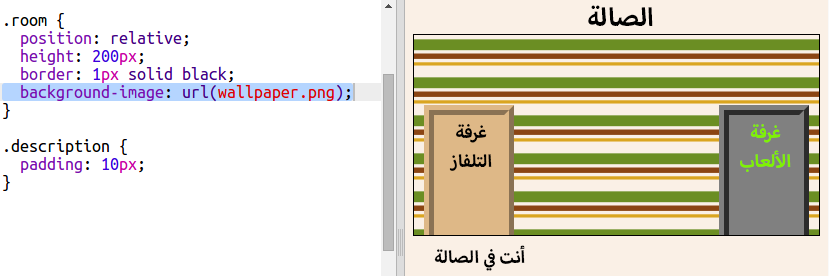 .room {
  position: relative;
  height: 200px;
  border: 1px solid black;
  background-image: url(wallpaper.png);
}

.description {
  padding: 10px;
}
الصالة
غرفة
التلفاز
غرفة
الألعاب
أنت في الصالة